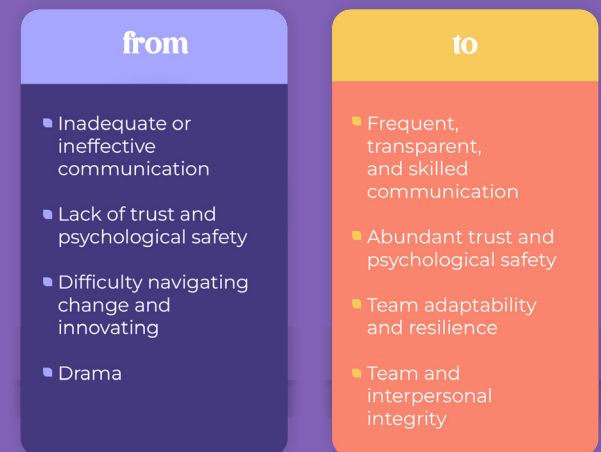 from
Inadequate or
ineffective
communication
Lack of trust and
psychological safety
Difficulty navigating
change and
innovating
Drama
to
Frequent,
transparent,
and skilled
communication
Abundant trust and
psychological safety
Team adaptability
and resilience
Team and
interpersonal
integrity